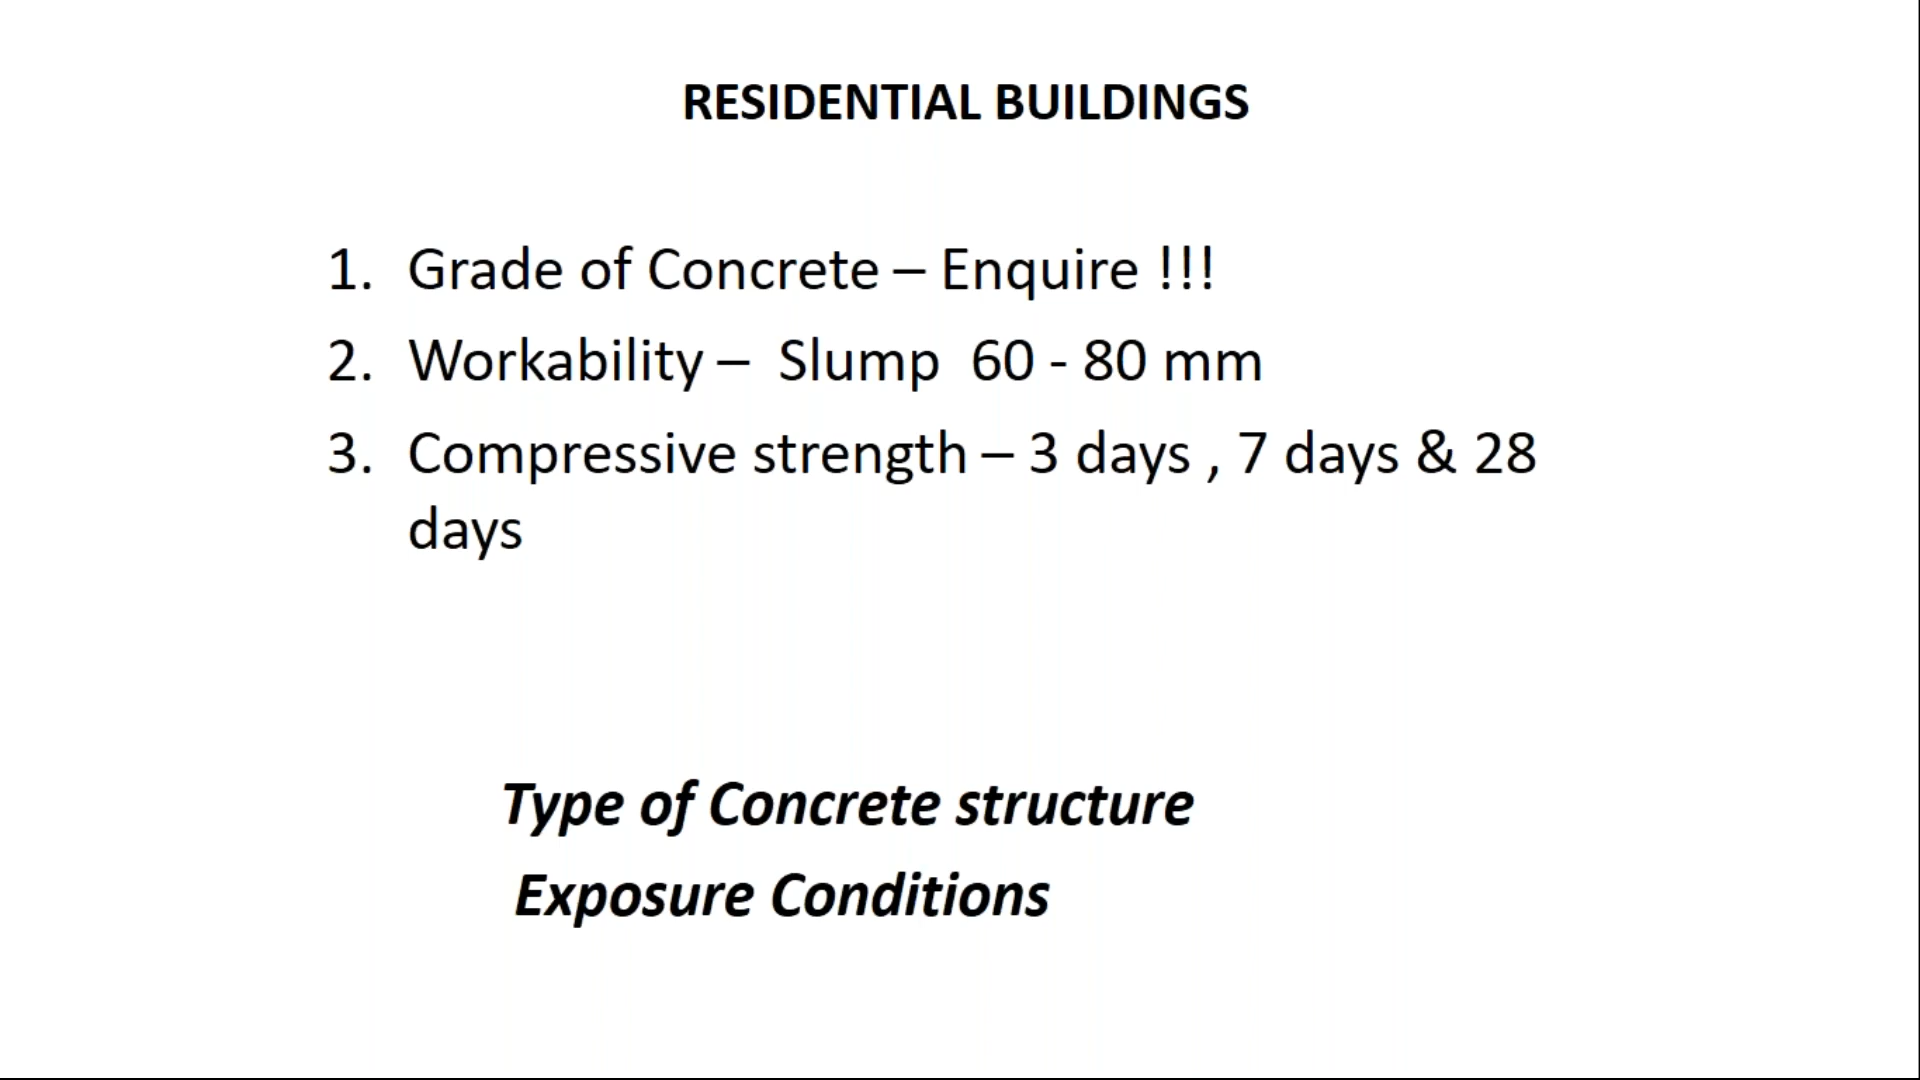 RESIDENTIAL BUILDINGS
1. Grade of Concrete – Enquire !!!
2. Workability – Slump 60 - 80 mm
3. Compressive strength – 3 days , 7 days & 28
days
Type of Concrete structure
Exposure Conditions